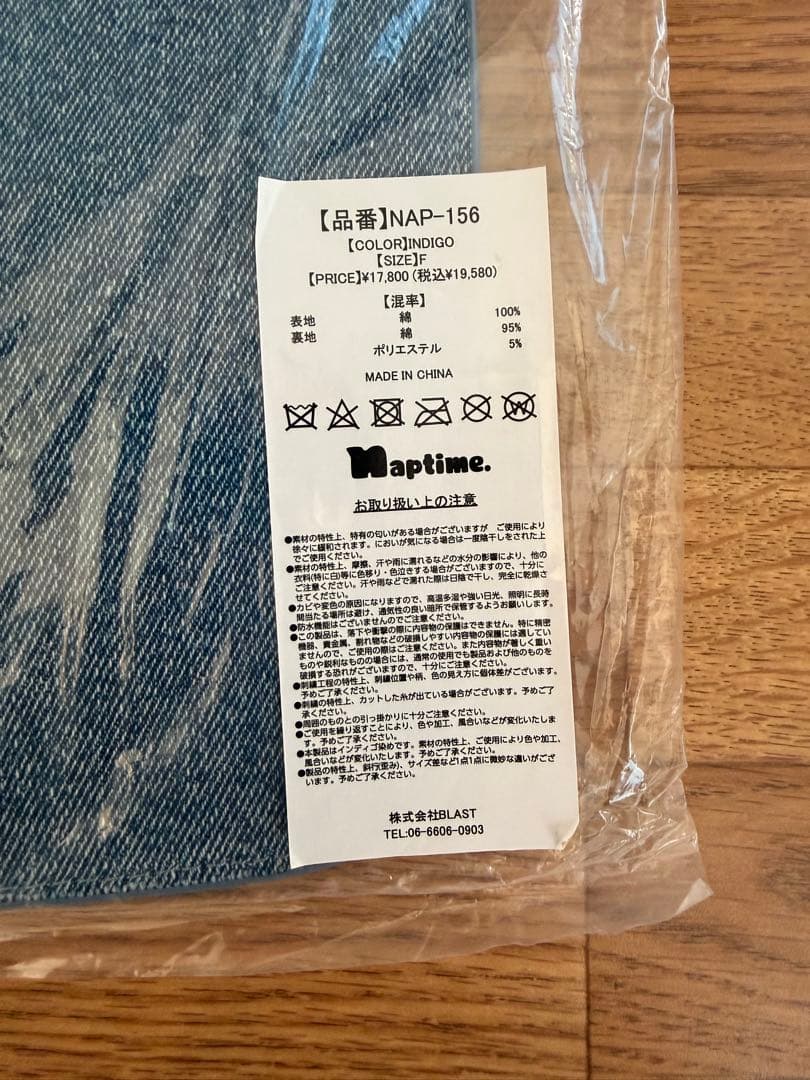 【品番】NAP-156
【COLOR】INDIGO
【SIZE】F
【PRICE】¥17,800(税込¥19,580)
【混率】
表地 綿 100%
裏地 綿 95%
ポリエステル 5%
MADE IN CHINA
Naptime.
お取り扱い上の注意
●素材の特性上、特有の匂いがある場合がございますが ご使用により
徐々に緩和されます。においが気になる場合は一度陰干しをされた上
でご使用ください。
●素材の特性上、摩擦、汗や雨に濡れるなどの水分の影響により、他の
衣料(特に白)等に色移り・色泣きする場合がございますので、十分に
ご注意ください。汗や雨などで濡れた際は日陰で干し、完全に乾燥さ
せてください。
●カビや変色の原因になりますので、高温多湿や強い日光、照明に長時
間当たる場所は避け、通気性の良い暗所で保管するようお願いします。
●防水機能はございませんのでご注意ください。
●この製品は、落下や衝撃の際に内容物の保護はできません。特に精密
機器、貴金属、割れ物などの破損しやすい内容物の保護には適してい
ませんので、ご使用の際はご注意ください。また内容物が著しく重い
ものや鋭利なものの場合には、通常の使用でも製品および他のものを
破損する恐れがございますので、十分にご注意ください。
●刺繍工程の特性上、刺繍位置や柄、色の見え方に個体差がございます。
予めご了承ください。
●刺繍の特性上、カットした糸が出ている場合がございます。予めご了
承ください。
●周囲のものとの引っ掛かりに十分ご注意ください。
●ご使用を繰り返すことにより、色や加工、風合いなどが変化いたしま
す。予めご了承ください。
●本製品はインディゴ染めです。素材の特性上、ご使用により色や加工、
風合いなどが変化いたします。予めご了承ください。
●製品の特性上、斜行(歪み)、サイズ差など1点1点に微妙な違いがござ
います。予めご了承ください。
株式会社BLAST
TEL:06-6606-0903